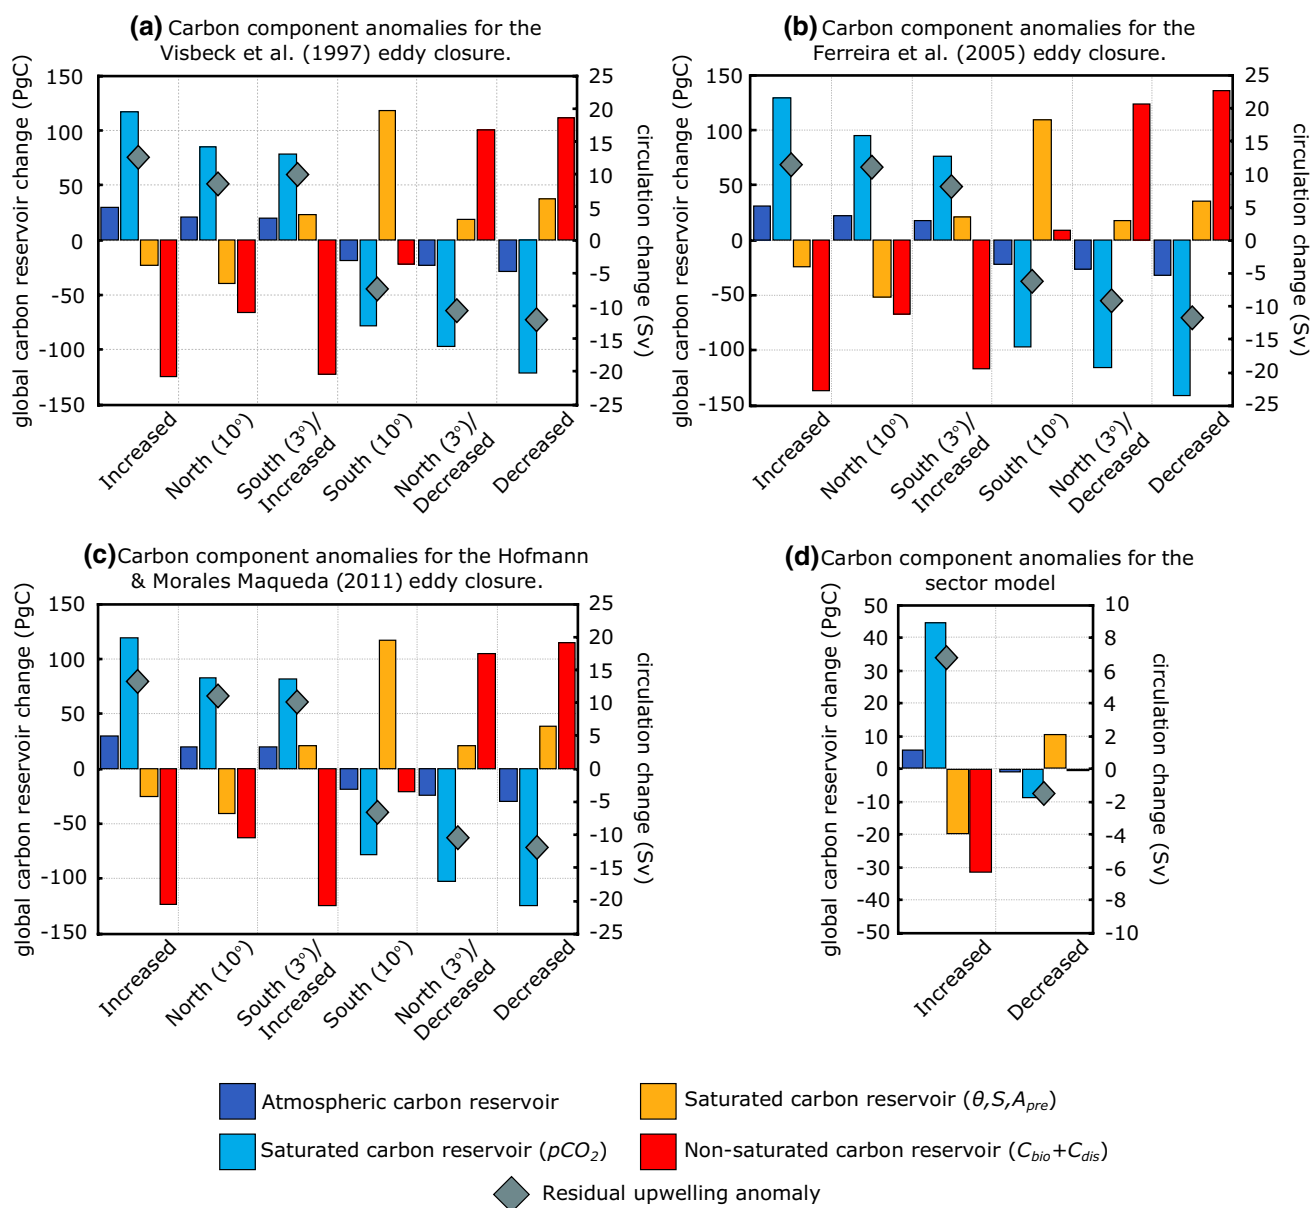 (a) Carbon component anomalies for the
Visbeck et al. (1997) eddy closure.
global carbon reservoir change (PgC)
150
100
50
0
-50
-100
-150
25
20
15
10
5
0
-5
-10
-15
-20
-25
circulation change (Sv)
Increased
North (10°)
South (3°)/
Increased
South (10°)
North (3°)/
Decreased
Decreased
(b) Carbon component anomalies for the
Ferreira et al. (2005) eddy closure.
global carbon reservoir change (PgC)
150
100
50
0
-50
-100
-150
25
20
15
10
5
0
-5
-10
-15
-20
-25
circulation change (Sv)
Increased
North (10°)
South (3°)/
Increased
South (10°)
North (3°)/
Decreased
Decreased
(c) Carbon component anomalies for the Hofmann
& Morales Maqueda (2011) eddy closure.
global carbon reservoir change (PgC)
150
100
50
0
-50
-100
-150
25
20
15
10
5
0
-5
-10
-15
-20
-25
circulation change (Sv)
Increased
North (10°)
South (3°)/
Increased
South (10°)
North (3°)/
Decreased
Decreased
(d) Carbon component anomalies for the
sector model
global carbon reservoir change (PgC)
50
40
30
20
10
0
-10
-20
-30
-40
-50
10
8
6
4
2
0
-2
-4
-6
-8
-10
circulation change (Sv)
Increased
Decreased
Atmospheric carbon reservoir
Saturated carbon reservoir (θ,S,A_pre)
Saturated carbon reservoir (pCO₂)
Non-saturated carbon reservoir (C_bio+C_dis)
Residual upwelling anomaly